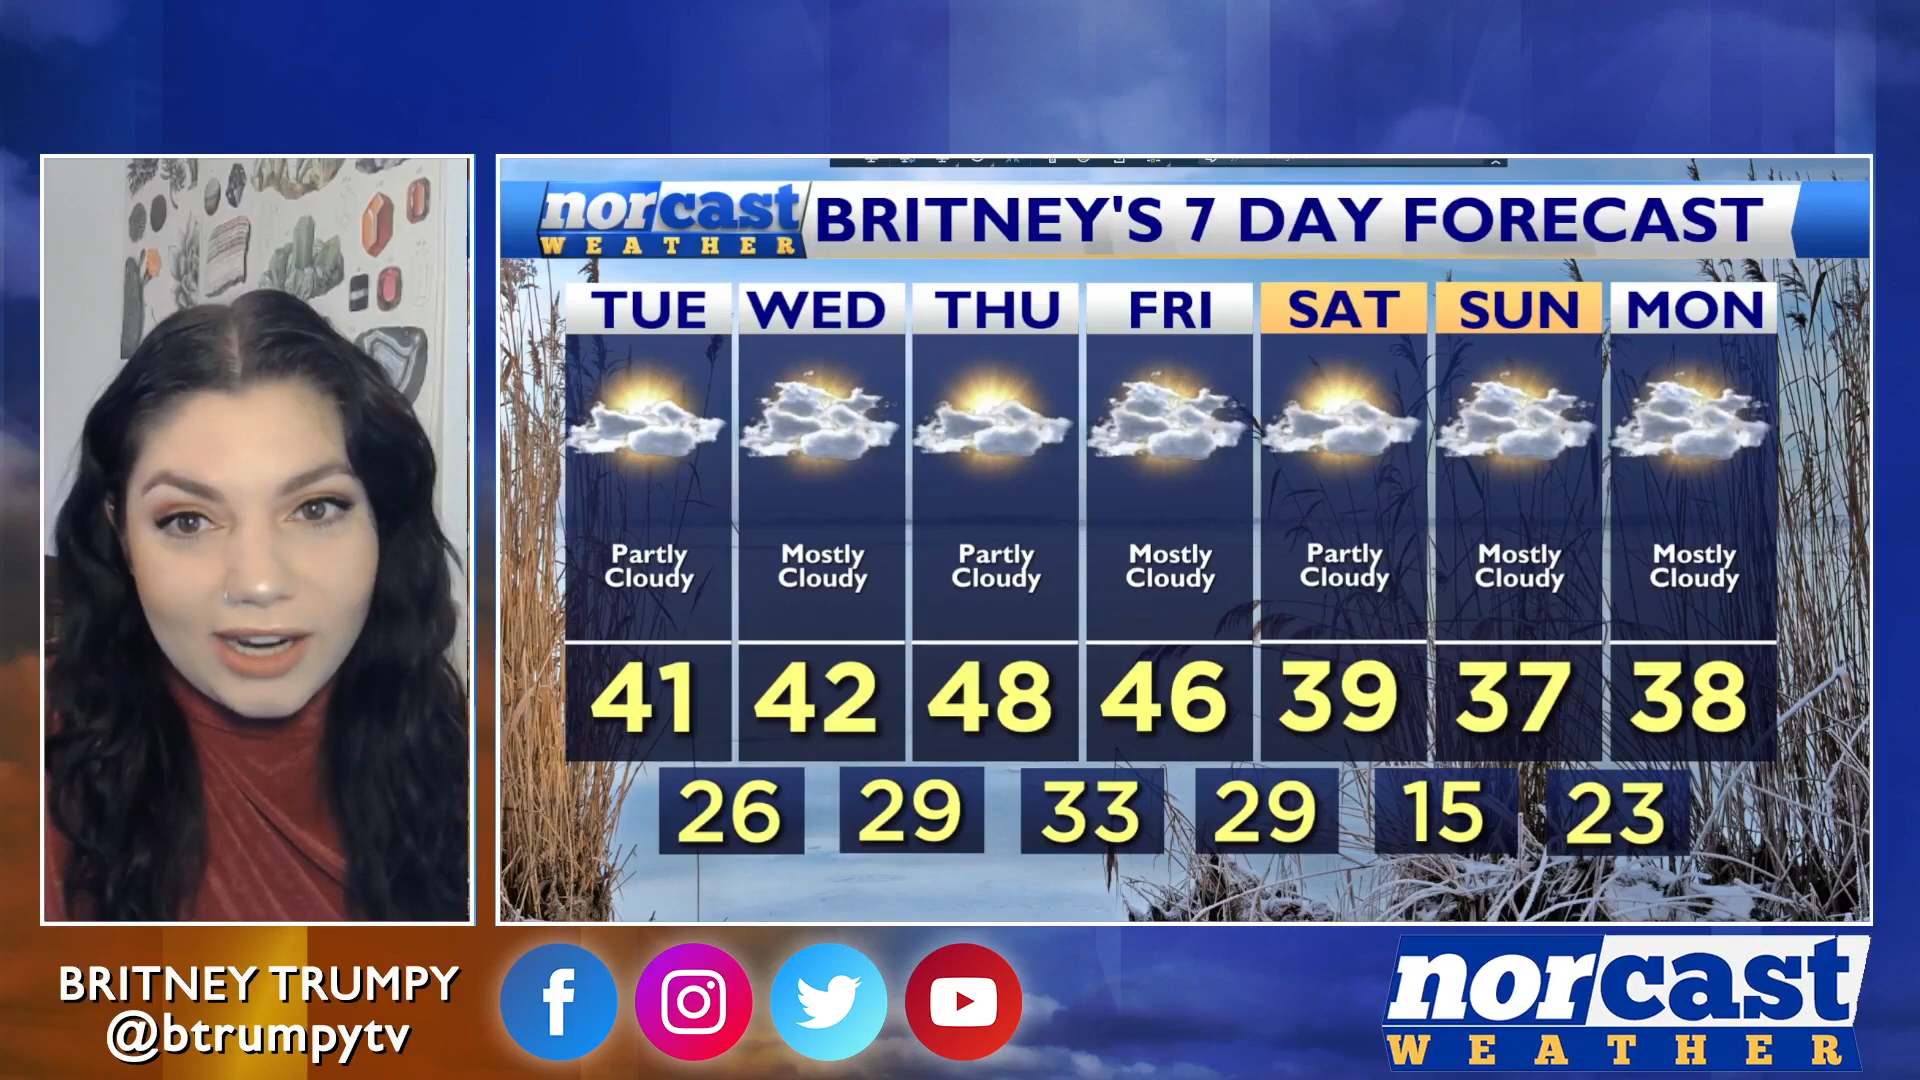 norcast
WEATHER
BRITNEY'S 7 DAY FORECAST
TUE WED THU FRI SAT SUN MON
Partly Cloudy
Mostly Cloudy
Partly Cloudy
Mostly Cloudy
Partly Cloudy
Mostly Cloudy
Mostly Cloudy
41 42 48 46 39 37 38
26 29 33 29 15 23
BRITNEY TRUMPY
@btrumpytv
norcast
WEATHER